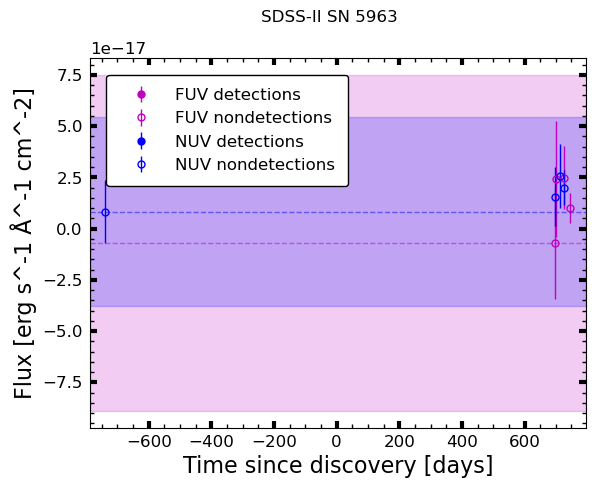 SDSS-II SN 5963
1e−17
7.5
5.0
2.5
0.0
−2.5
−5.0
−7.5
Flux [erg s^-1 Å^-1 cm^-2]
FUV detections
FUV nondetections
NUV detections
NUV nondetections
−600
−400
−200
0
200
400
600
Time since discovery [days]